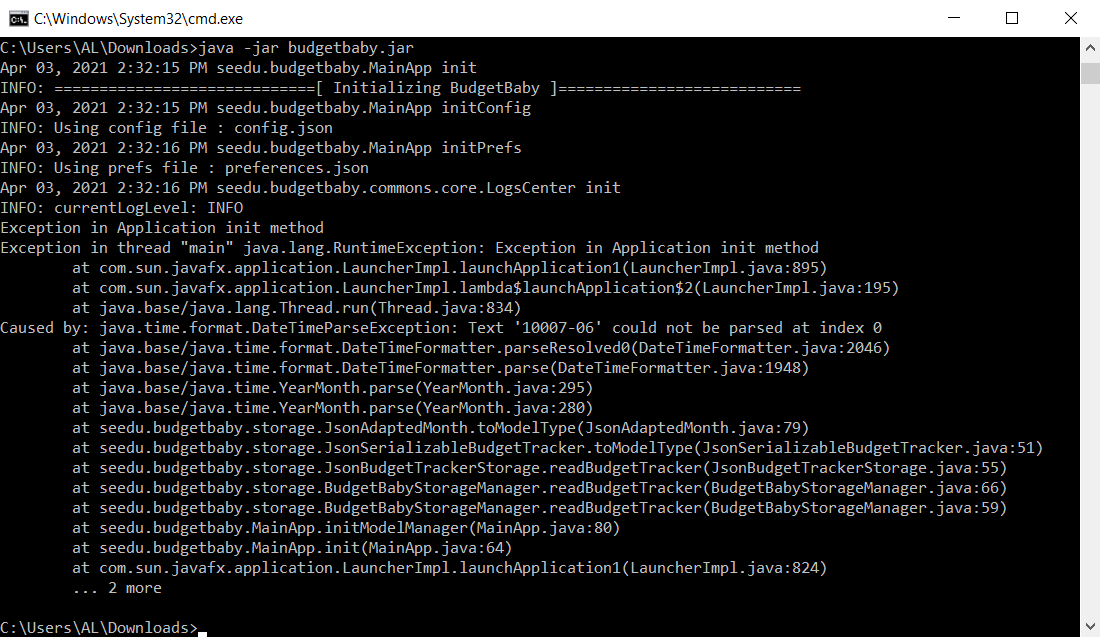 C:\Windows\System32\cmd.exe
C:\Users\AL\Downloads>java -jar budgetbaby.jar
Apr 03, 2021 2:32:15 PM seedu.budgetbaby.MainApp init
INFO: =============================[ Initializing BudgetBaby ]===========================
Apr 03, 2021 2:32:15 PM seedu.budgetbaby.MainApp initConfig
INFO: Using config file : config.json
Apr 03, 2021 2:32:16 PM seedu.budgetbaby.MainApp initPrefs
INFO: Using prefs file : preferences.json
Apr 03, 2021 2:32:16 PM seedu.budgetbaby.commons.core.LogsCenter init
INFO: currentLogLevel: INFO
Exception in Application init method
Exception in thread "main" java.lang.RuntimeException: Exception in Application init method
        at com.sun.javafx.application.LauncherImpl.launchApplication1(LauncherImpl.java:895)
        at com.sun.javafx.application.LauncherImpl.lambda$launchApplication$2(LauncherImpl.java:195)
        at java.base/java.lang.Thread.run(Thread.java:834)
Caused by: java.time.format.DateTimeParseException: Text '10007-06' could not be parsed at index 0
        at java.base/java.time.format.DateTimeFormatter.parseResolved0(DateTimeFormatter.java:2046)
        at java.base/java.time.format.DateTimeFormatter.parse(DateTimeFormatter.java:1948)
        at java.base/java.time.YearMonth.parse(YearMonth.java:295)
        at java.base/java.time.YearMonth.parse(YearMonth.java:280)
        at seedu.budgetbaby.storage.JsonAdaptedMonth.toModelType(JsonAdaptedMonth.java:79)
        at seedu.budgetbaby.storage.JsonSerializableBudgetTracker.toModelType(JsonSerializableBudgetTracker.java:51)
        at seedu.budgetbaby.storage.JsonBudgetTrackerStorage.readBudgetTracker(JsonBudgetTrackerStorage.java:55)
        at seedu.budgetbaby.storage.BudgetBabyStorageManager.readBudgetTracker(BudgetBabyStorageManager.java:66)
        at seedu.budgetbaby.storage.BudgetBabyStorageManager.readBudgetTracker(BudgetBabyStorageManager.java:59)
        at seedu.budgetbaby.MainApp.initModelManager(MainApp.java:80)
        at seedu.budgetbaby.MainApp.init(MainApp.java:64)
        at com.sun.javafx.application.LauncherImpl.launchApplication1(LauncherImpl.java:824)
        ... 2 more
C:\Users\AL\Downloads>